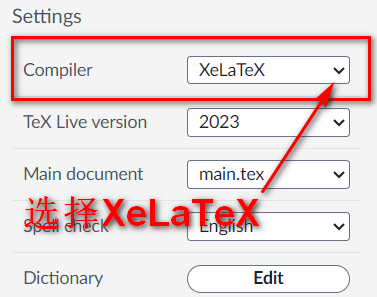 Settings
Compiler XeLaTeX
TeX Live version 2023
Main document main.tex
选择XeLaTeX
Spell check English
Dictionary Edit